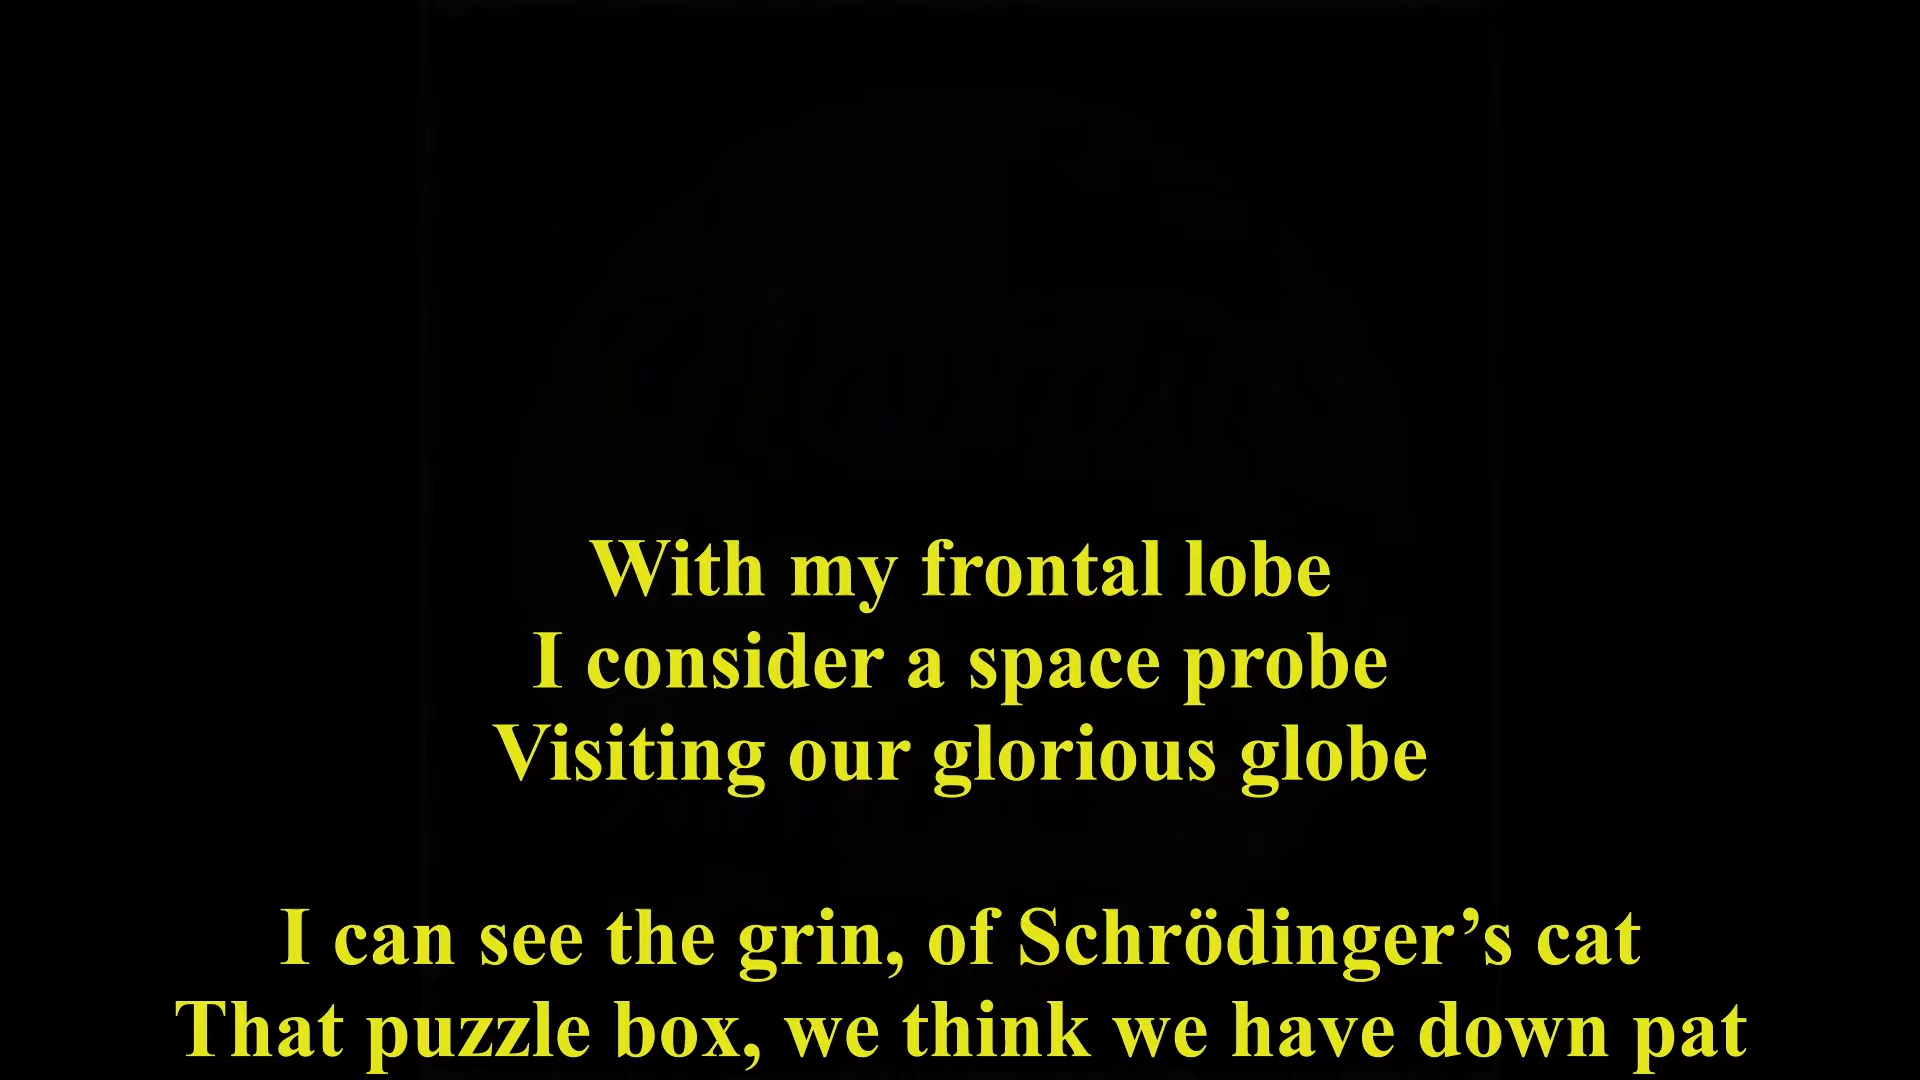 With my frontal lobe
I consider a space probe
Visiting our glorious globe
I can see the grin, of Schrödinger’s cat
That puzzle box, we think we have down pat